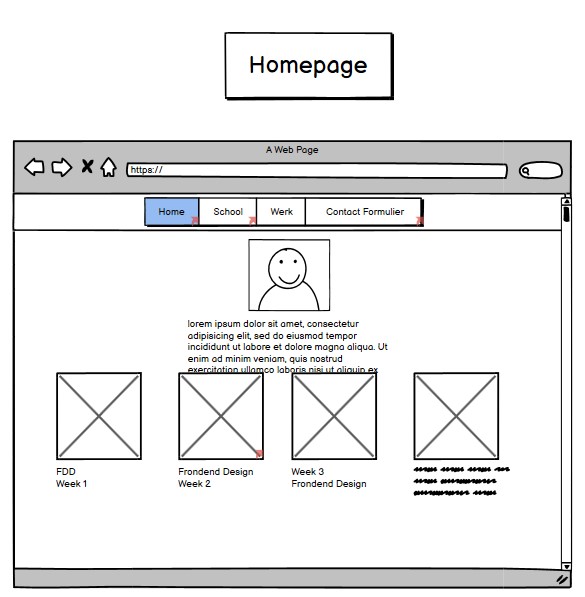 Homepage
A Web Page
https://
Home School Werk Contact Formulier
lorem ipsum dolor sit amet, consectetur
adipisicing elit, sed do eiusmod tempor
incididunt ut labore et dolore magna aliqua. Ut
enim ad minim veniam, quis nostrud
exercitation ullamco laboris nisi ut aliquip ex
FDD
Week 1
Frondend Design
Week 2
Week 3
Frondend Design